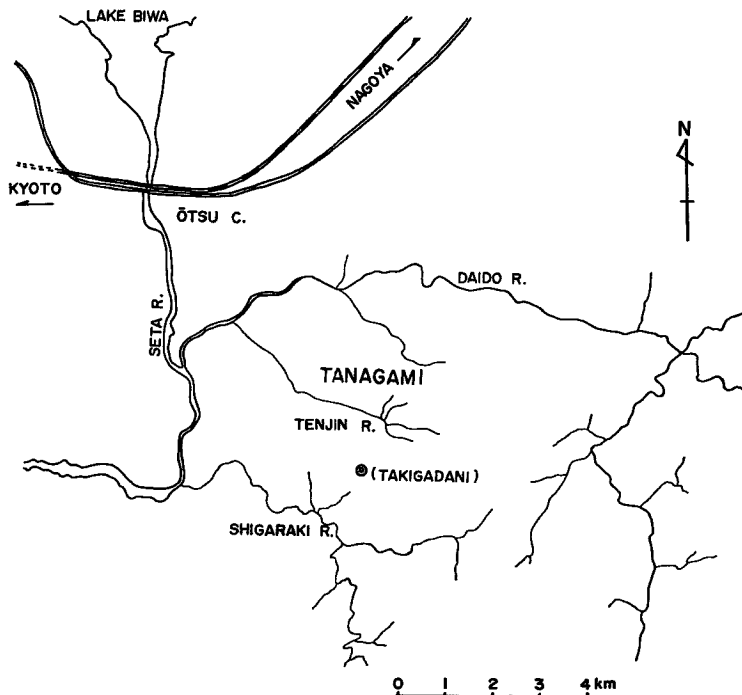 LAKE BIWA
NAGOYA
N
KYOTO
ŌTSU C.
DAIDO R.
SETA R.
TANAGAMI
TENJIN R.
(TAKIGADANI)
SHIGARAKI R.
0 1 2 3 4 km